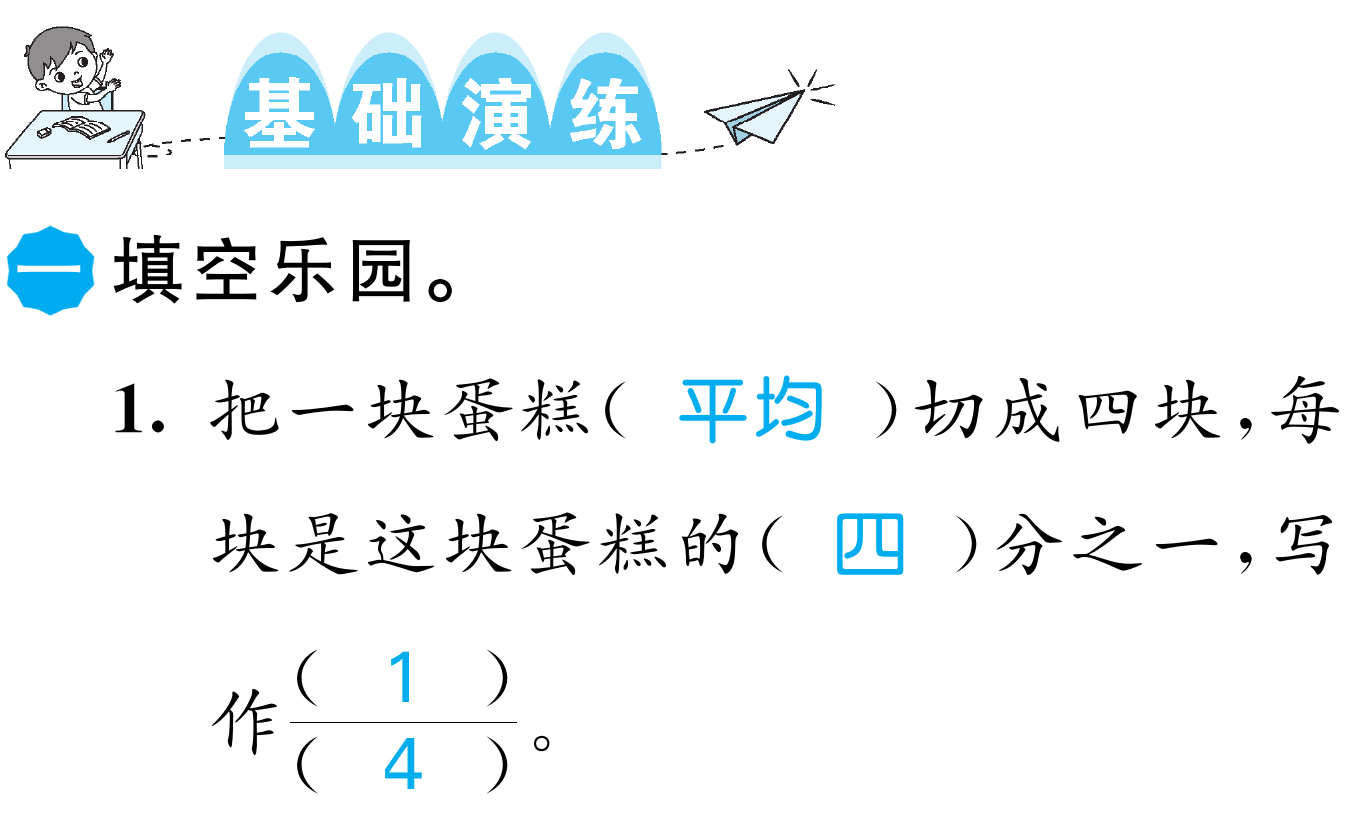 基础演练
一 填空乐园。
1. 把一块蛋糕( 平均 )切成四块,每
块是这块蛋糕的( 四 )分之一,写
作( 1 )/( 4 )。